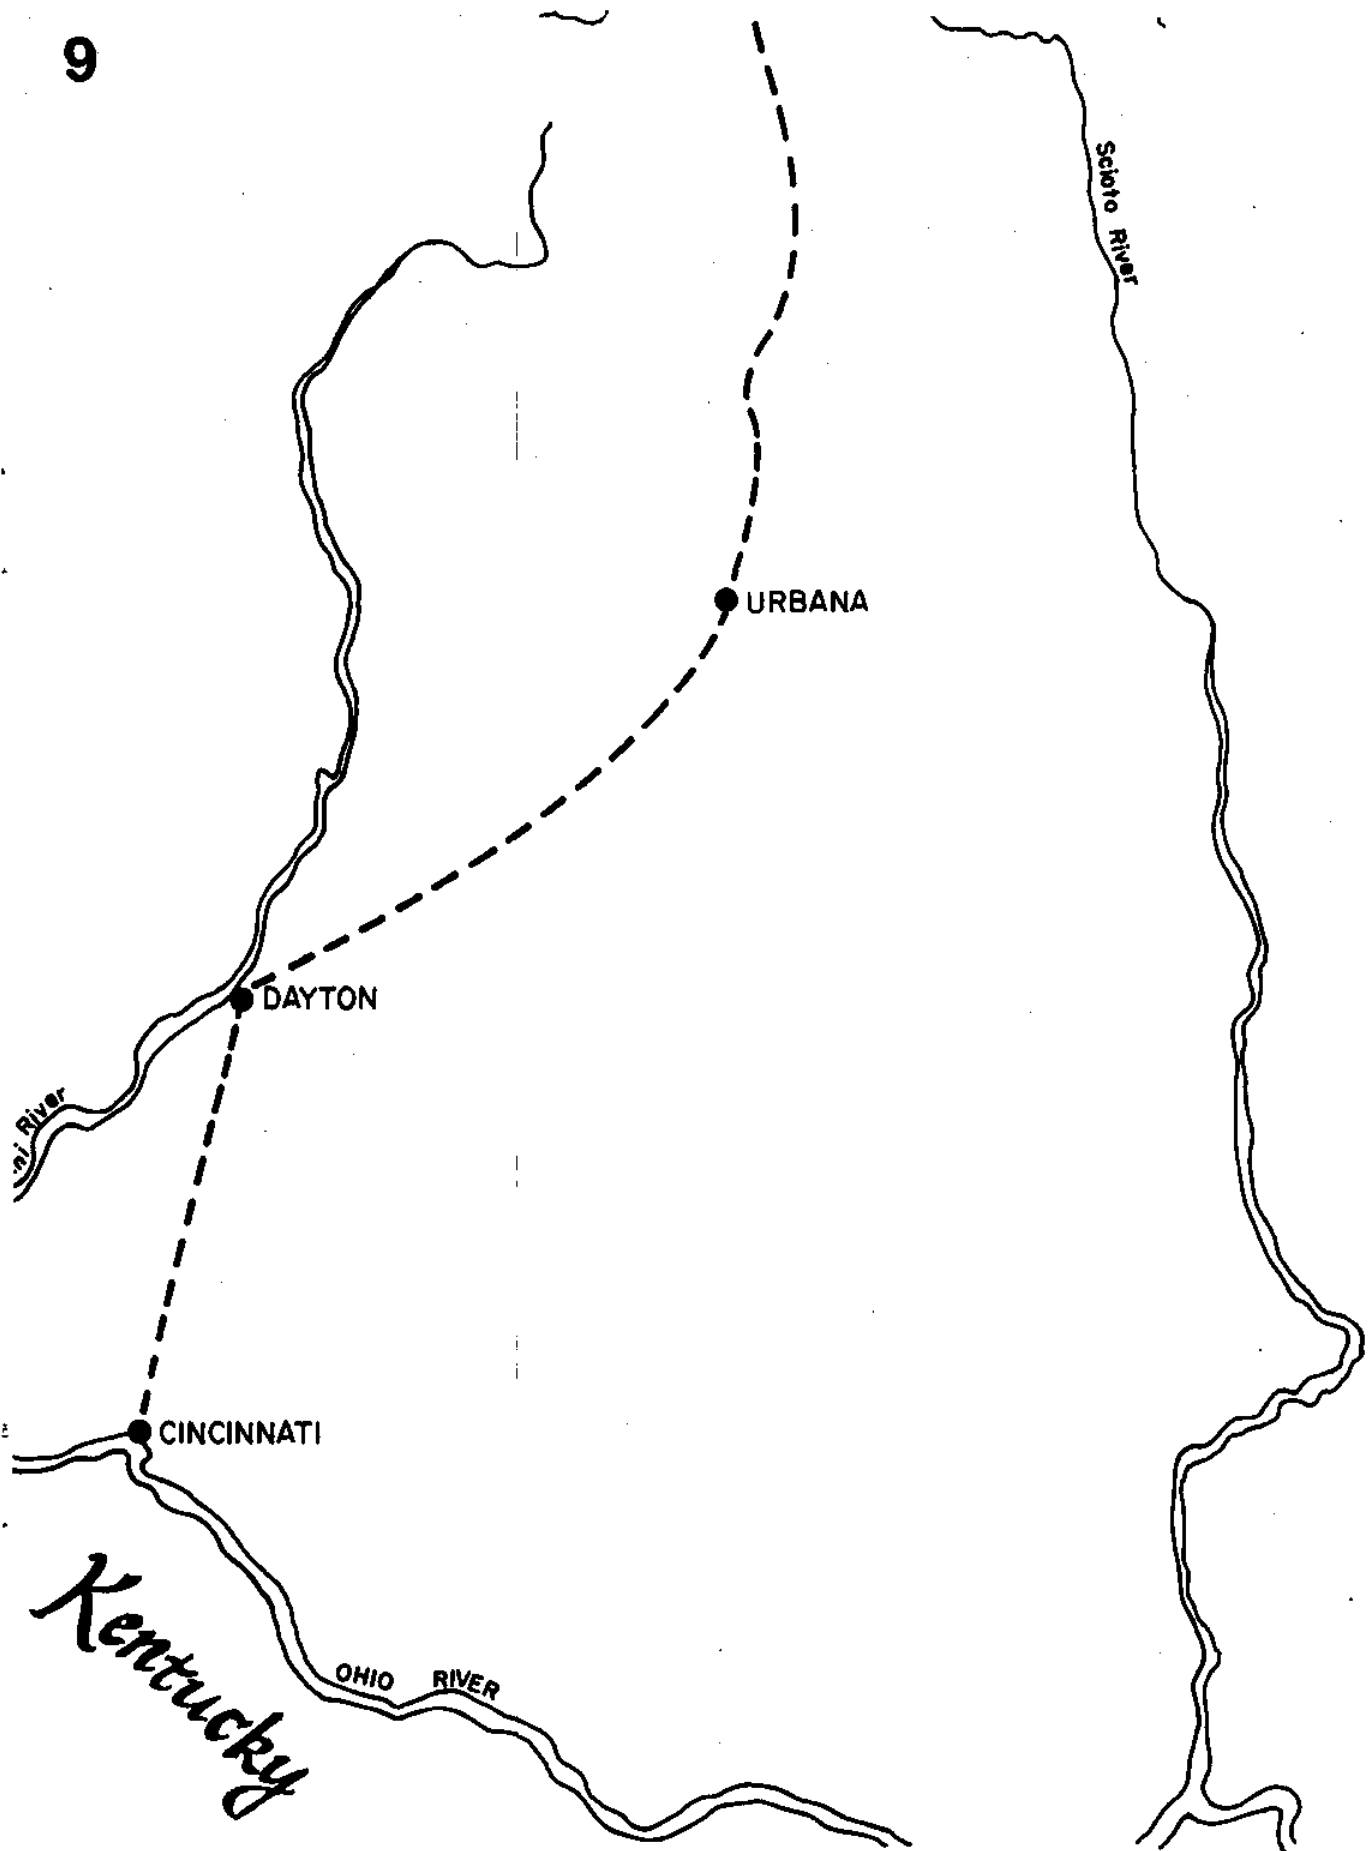 9
Scioto River
URBANA
DAYTON
River
CINCINNATI
Kentucky
OHIO RIVER